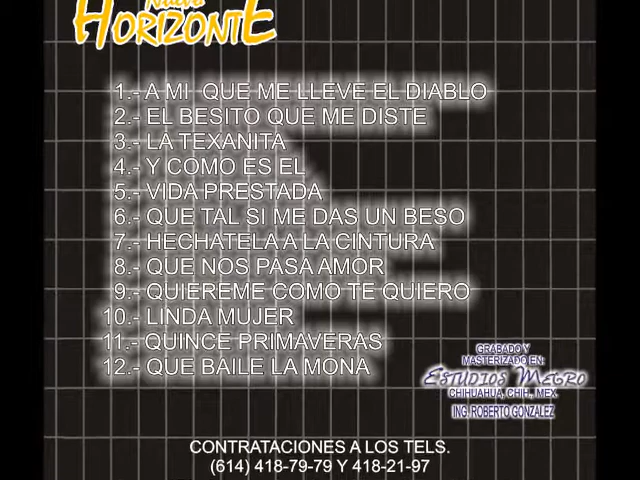 Nuevo
HORIZONTE
1.- A MI QUE ME LLEVE EL DIABLO
2.- EL BESITO QUE ME DISTE
3.- LA TEXANITA
4.- Y COMO ES EL
5.- VIDA PRESTADA
6.- QUE TAL SI ME DAS UN BESO
7.- HECHATELA A LA CINTURA
8.- QUE NOS PASA AMOR
9.- QUIEREME COMO TE QUIERO
10.- LINDA MUJER
11.- QUINCE PRIMAVERAS
12.- QUE BAILE LA MONA
GRABADO Y
MASTERIZADO EN:
ESTUDIOS METRO
CHIHUAHUA, CHIH., MEX.
ING. ROBERTO GONZALEZ
CONTRATACIONES A LOS TELS.
(614) 418-79-79 Y 418-21-97